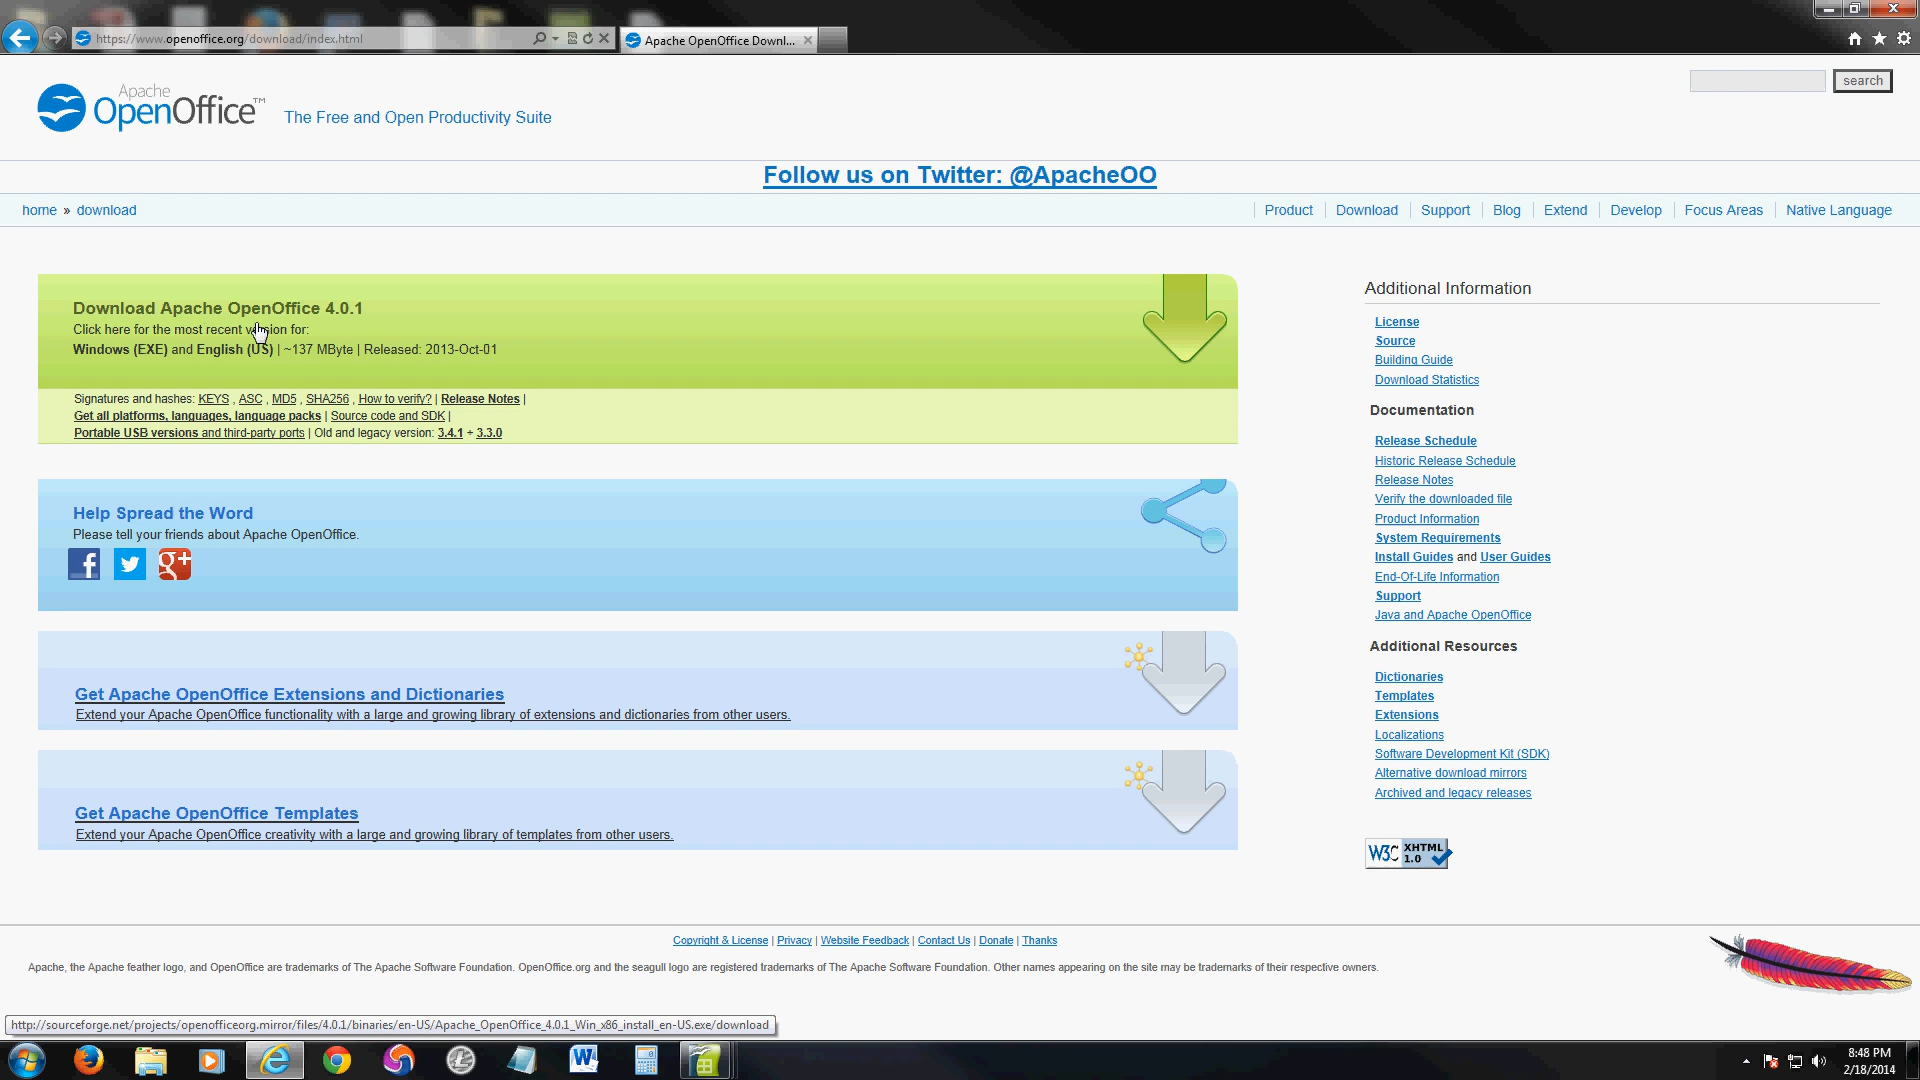 https://www.openoffice.org/download/index.html
Apache OpenOffice Downl...
Apache
OpenOffice™
The Free and Open Productivity Suite
search
Follow us on Twitter: @ApacheOO
home » download
Product | Download | Support | Blog | Extend | Develop | Focus Areas | Native Language
Download Apache OpenOffice 4.0.1
Click here for the most recent version for:
Windows (EXE) and English (US) | ~137 MByte | Released: 2013-Oct-01
Signatures and hashes: KEYS , ASC , MD5 , SHA256 , How to verify? | Release Notes |
Get all platforms, languages, language packs | Source code and SDK |
Portable USB versions and third-party ports | Old and legacy version: 3.4.1 + 3.3.0
Help Spread the Word
Please tell your friends about Apache OpenOffice.
Get Apache OpenOffice Extensions and Dictionaries
Extend your Apache OpenOffice functionality with a large and growing library of extensions and dictionaries from other users.
Get Apache OpenOffice Templates
Extend your Apache OpenOffice creativity with a large and growing library of templates from other users.
Additional Information
License
Source
Building Guide
Download Statistics
Documentation
Release Schedule
Historic Release Schedule
Release Notes
Verify the downloaded file
Product Information
System Requirements
Install Guides and User Guides
End-Of-Life Information
Support
Java and Apache OpenOffice
Additional Resources
Dictionaries
Templates
Extensions
Localizations
Software Development Kit (SDK)
Alternative download mirrors
Archived and legacy releases
W3C XHTML 1.0
Copyright & License | Privacy | Website Feedback | Contact Us | Donate | Thanks
Apache, the Apache feather logo, and OpenOffice are trademarks of The Apache Software Foundation. OpenOffice.org and the seagull logo are registered trademarks of The Apache Software Foundation. Other names appearing on the site may be trademarks of their respective owners.
http://sourceforge.net/projects/openofficeorg.mirror/files/4.0.1/binaries/en-US/Apache_OpenOffice_4.0.1_Win_x86_install_en-US.exe/download
8:48 PM
2/18/2014